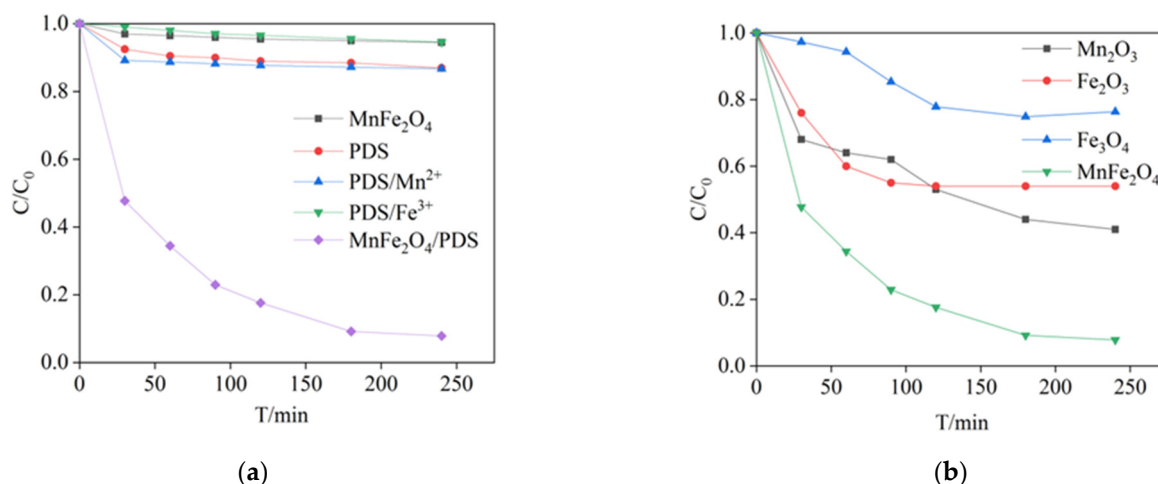 1.0
0.8
0.6
0.4
0.2
0.0
C/C₀
MnFe₂O₄
PDS
PDS/Mn²⁺
PDS/Fe³⁺
MnFe₂O₄/PDS
0 50 100 150 200 250
T/min
(a)
1.0
0.8
0.6
0.4
0.2
0.0
C/C₀
Mn₂O₃
Fe₂O₃
Fe₃O₄
MnFe₂O₄
0 50 100 150 200 250
T/min
(b)